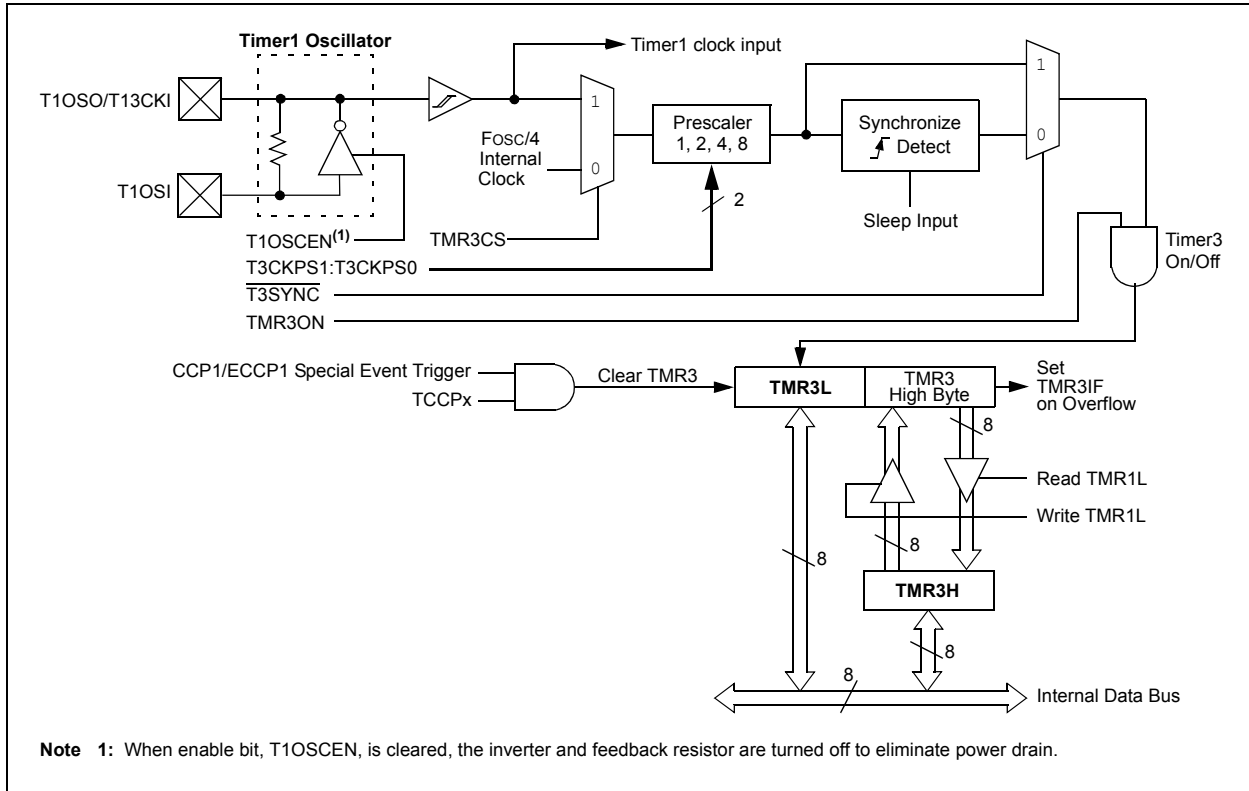 Timer1 Oscillator
Timer1 clock input
T1OSO/T13CKI
1
1
FOSC/4
Internal
Clock
0
Prescaler
1, 2, 4, 8
Synchronize
Detect
0
T1OSI
2
Sleep Input
T1OSCEN(1)
TMR3CS
Timer3
On/Off
T3CKPS1:T3CKPS0
T3SYNC
TMR3ON
CCP1/ECCP1 Special Event Trigger
TCCPx
Clear TMR3
TMR3L
TMR3
High Byte
Set
TMR3IF
on Overflow
8
Read TMR1L
Write TMR1L
8
8
TMR3H
8
8
Internal Data Bus
Note 1: When enable bit, T1OSCEN, is cleared, the inverter and feedback resistor are turned off to eliminate power drain.